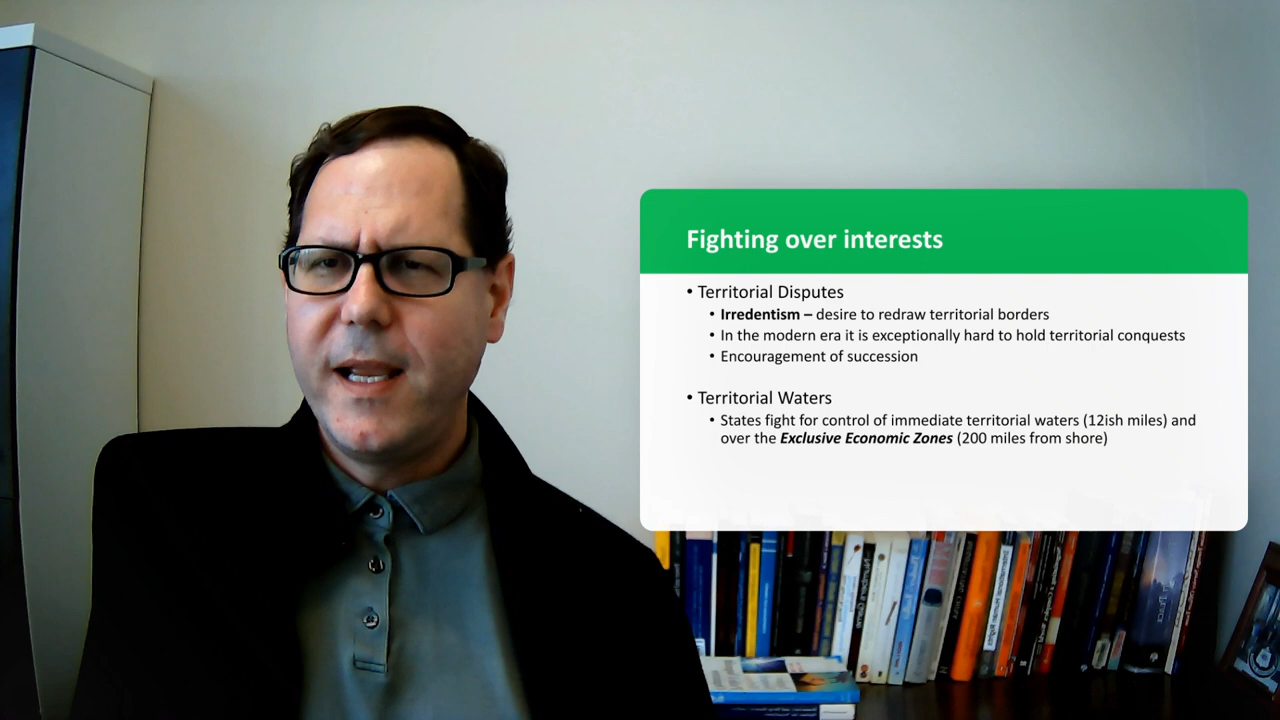 Fighting over interests
• Territorial Disputes
• Irredentism – desire to redraw territorial borders
• In the modern era it is exceptionally hard to hold territorial conquests
• Encouragement of succession
• Territorial Waters
• States fight for control of immediate territorial waters (12ish miles) and
over the Exclusive Economic Zones (200 miles from shore)